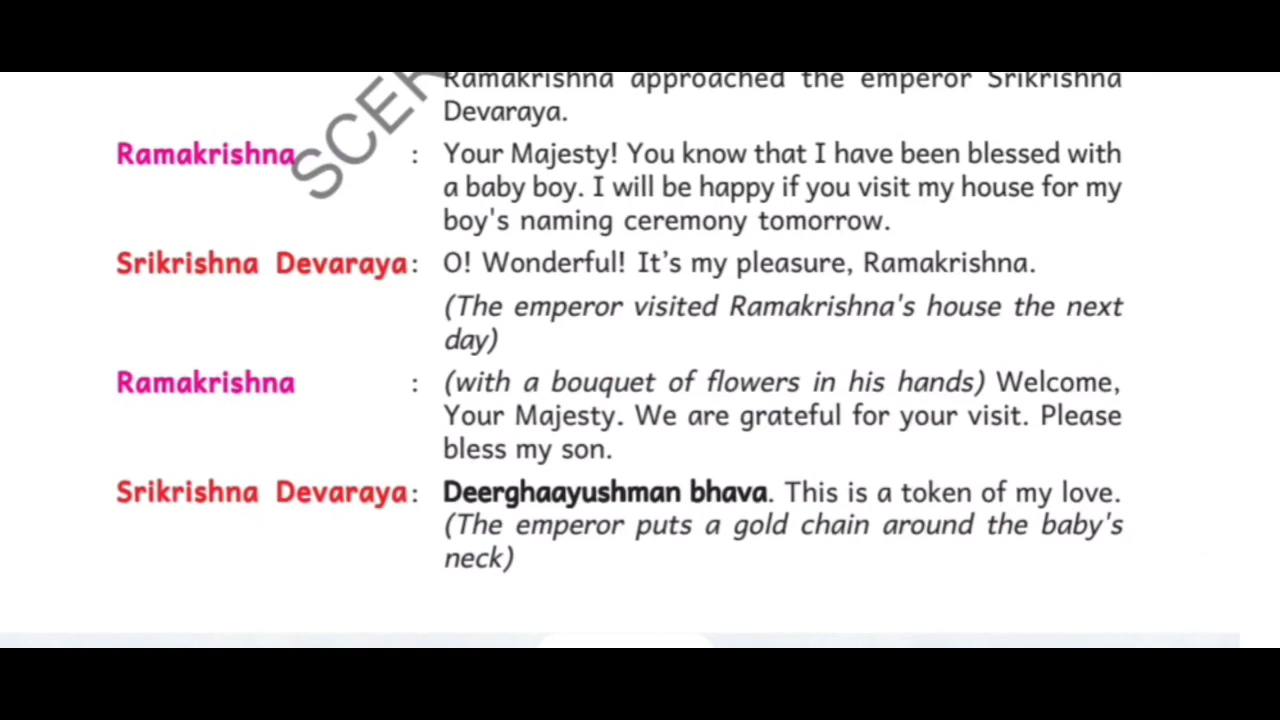 Ramakrishna approached the emperor Srikrishna
Devaraya.
Ramakrishna : Your Majesty! You know that I have been blessed with
a baby boy. I will be happy if you visit my house for my
boy's naming ceremony tomorrow.
Srikrishna Devaraya : O! Wonderful! It's my pleasure, Ramakrishna.
(The emperor visited Ramakrishna's house the next
day)
Ramakrishna : (with a bouquet of flowers in his hands) Welcome,
Your Majesty. We are grateful for your visit. Please
bless my son.
Srikrishna Devaraya : Deerghaayushman bhava. This is a token of my love.
(The emperor puts a gold chain around the baby's
neck)
SCER